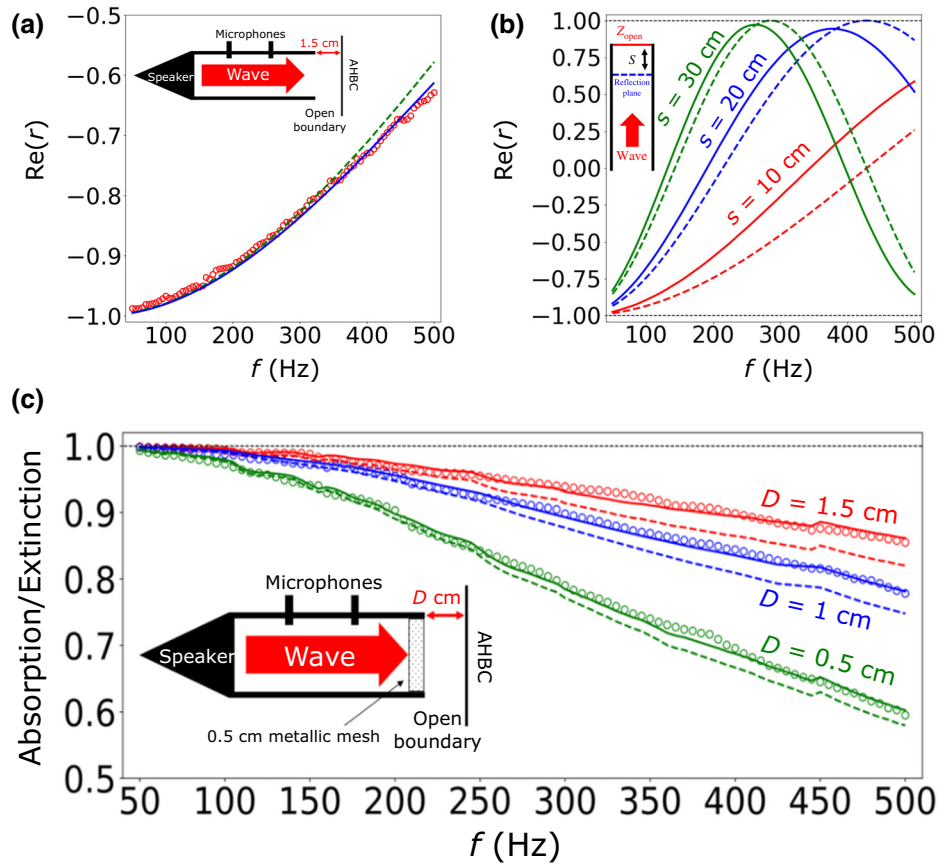 (a)
−0.5
−0.6
−0.7
−0.8
−0.9
−1.0
Re(r)
Microphones
1.5 cm
Speaker
Wave
AHBC
Open
boundary
100 200 300 400 500
f (Hz)
(b)
1.00
0.75
0.50
0.25
0.00
−0.25
−0.50
−0.75
−1.00
Re(r)
Zopen
s
Reflection
plane
Wave
s = 30 cm
s = 20 cm
s = 10 cm
100 200 300 400 500
f (Hz)
(c)
1.0
0.9
0.8
0.7
0.6
0.5
Absorption/Extinction
D = 1.5 cm
D = 1 cm
D = 0.5 cm
Microphones
D cm
Speaker
Wave
AHBC
0.5 cm metallic mesh
Open
boundary
50 100 150 200 250 300 350 400 450 500
f (Hz)